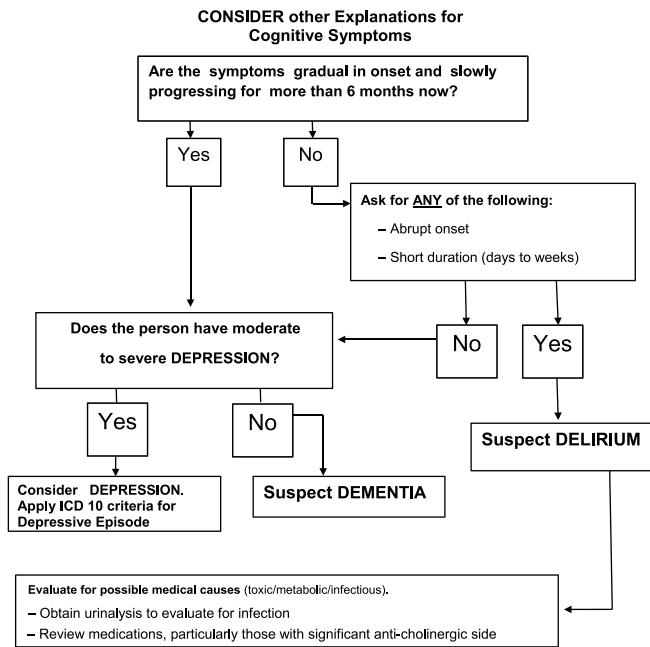 CONSIDER other Explanations for
Cognitive Symptoms
Are the symptoms gradual in onset and slowly
progressing for more than 6 months now?
Yes
No
Ask for ANY of the following:
– Abrupt onset
– Short duration (days to weeks)
Does the person have moderate
to severe DEPRESSION?
No
Yes
Yes
No
Suspect DELIRIUM
Consider DEPRESSION.
Apply ICD 10 criteria for
Depressive Episode
Suspect DEMENTIA
Evaluate for possible medical causes (toxic/metabolic/infectious).
– Obtain urinalysis to evaluate for infection
– Review medications, particularly those with significant anti-cholinergic side